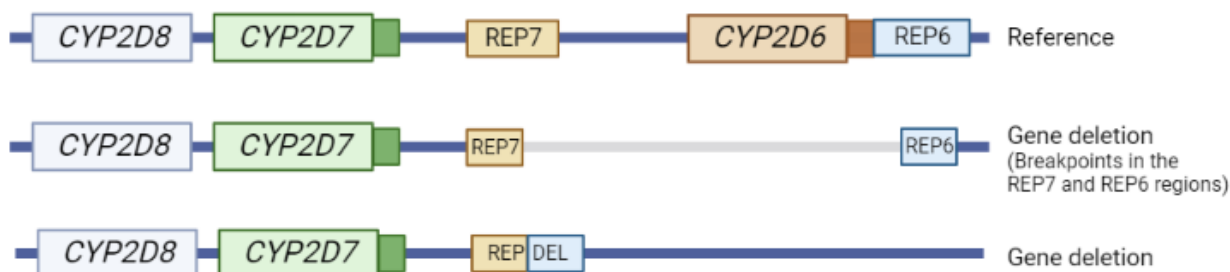 CYP2D8 CYP2D7 REP7 CYP2D6 REP6 Reference
CYP2D8 CYP2D7 REP7 REP6 Gene deletion
(Breakpoints in the
REP7 and REP6 regions)
CYP2D8 CYP2D7 REP DEL Gene deletion